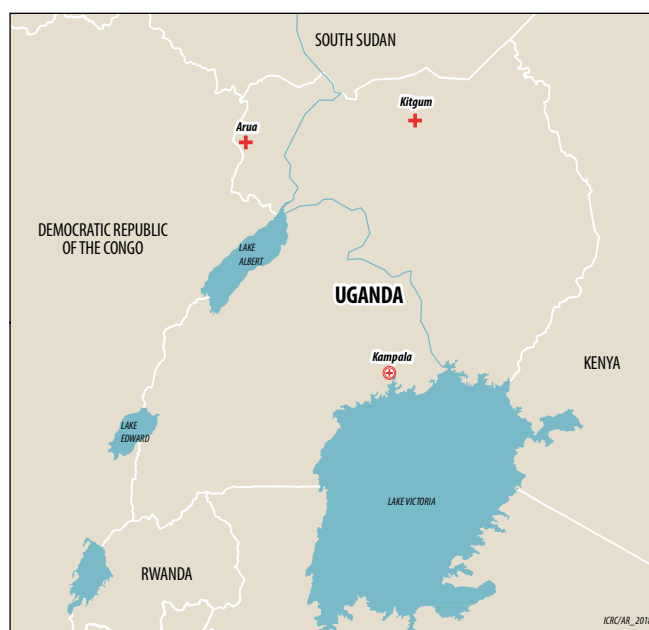 SOUTH SUDAN
Kitgum
Arua
DEMOCRATIC REPUBLIC
OF THE CONGO
LAKE
ALBERT
UGANDA
Kampala
KENYA
LAKE
EDWARD
LAKE VICTORIA
RWANDA
ICRC/AR_2018